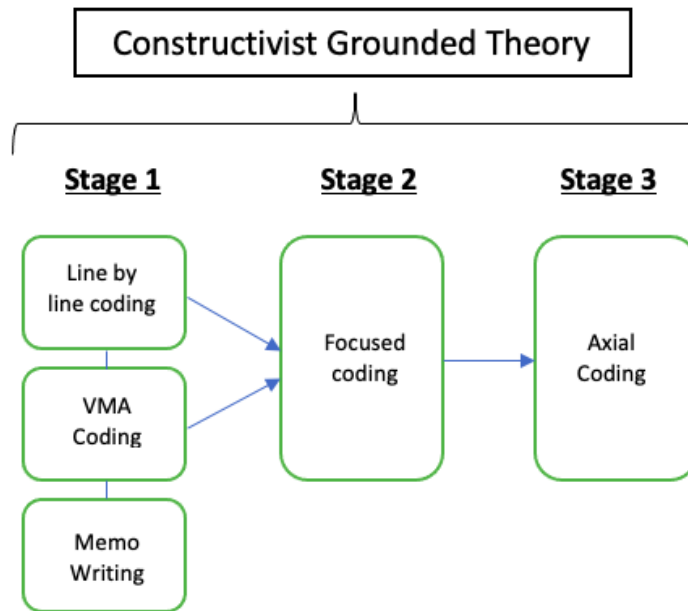 Constructivist Grounded Theory
Stage 1
Stage 2
Stage 3
Line by
line coding
VMA
Coding
Memo
Writing
Focused
coding
Axial
Coding